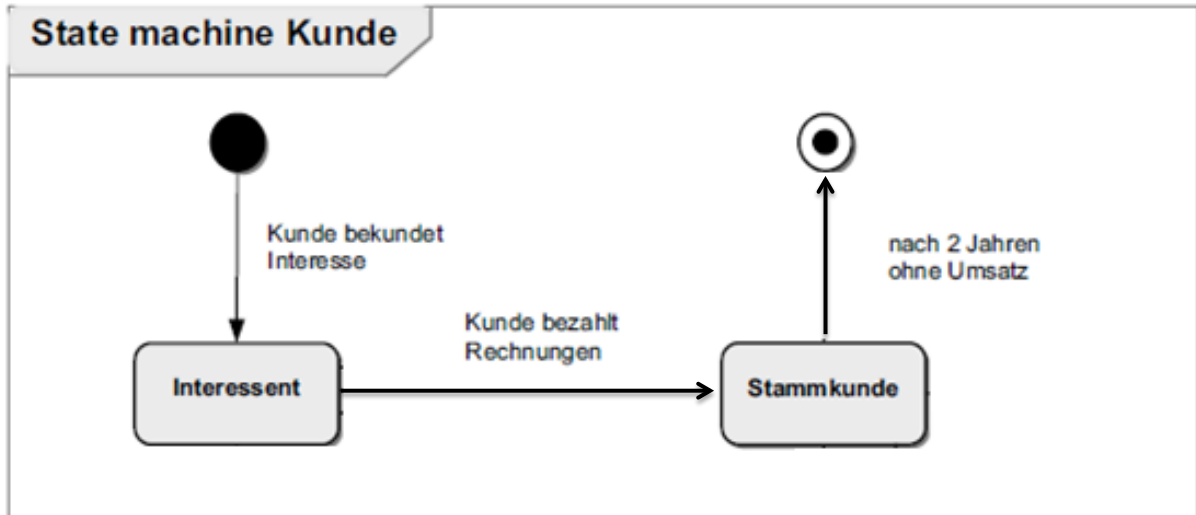 State machine Kunde
Kunde bekundet
Interesse
nach 2 Jahren
ohne Umsatz
Kunde bezahlt
Rechnungen
Interessent
Stammkunde